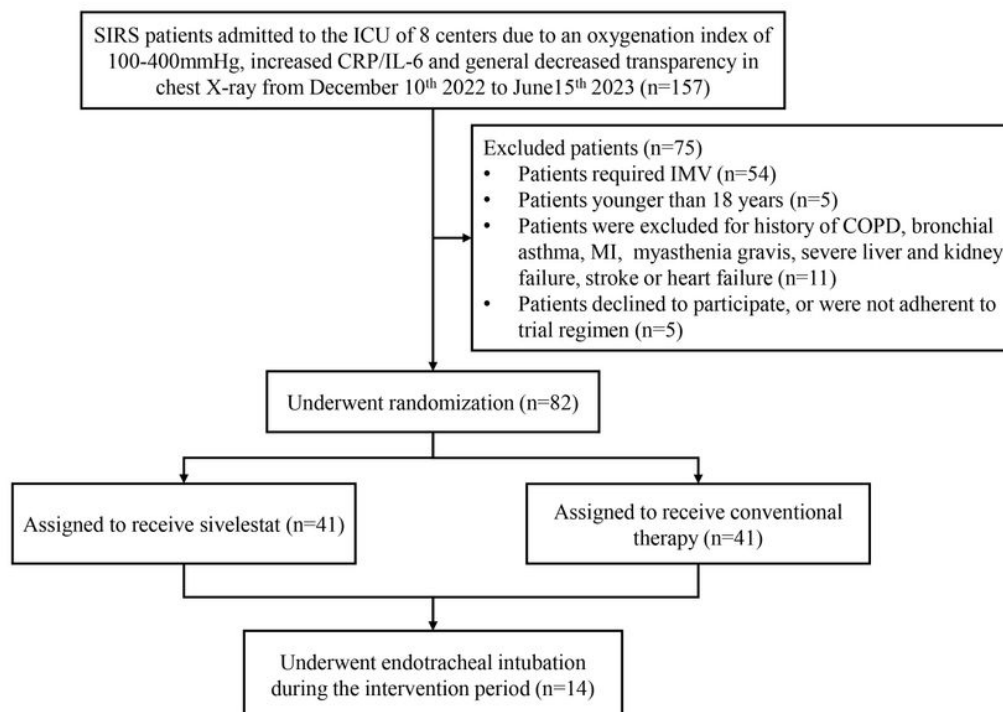 SIRS patients admitted to the ICU of 8 centers due to an oxygenation index of
100-400mmHg, increased CRP/IL-6 and general decreased transparency in
chest X-ray from December 10th 2022 to June15th 2023 (n=157)
Excluded patients (n=75)
• Patients required IMV (n=54)
• Patients younger than 18 years (n=5)
• Patients were excluded for history of COPD, bronchial
asthma, MI, myasthenia gravis, severe liver and kidney
failure, stroke or heart failure (n=11)
• Patients declined to participate, or were not adherent to
trial regimen (n=5)
Underwent randomization (n=82)
Assigned to receive sivelestat (n=41)
Assigned to receive conventional
therapy (n=41)
Underwent endotracheal intubation
during the intervention period (n=14)